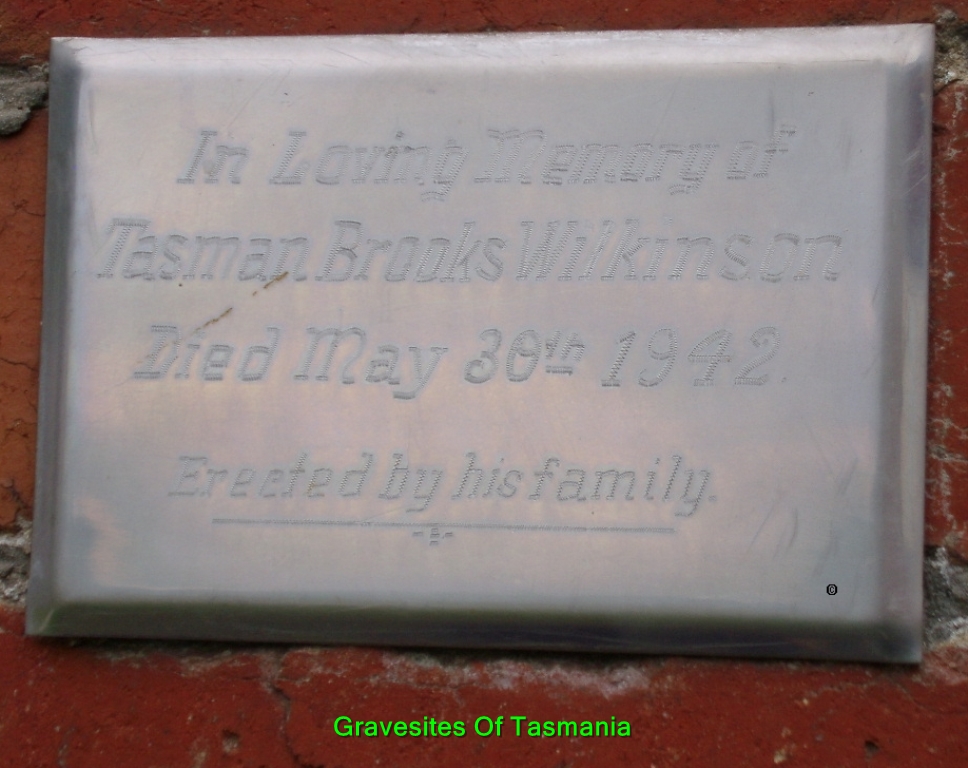 In Loving Memory of
Tasman Brooks Wilkinson
Died May 30th 1942.
Erected by his family.
©
Gravesites Of Tasmania